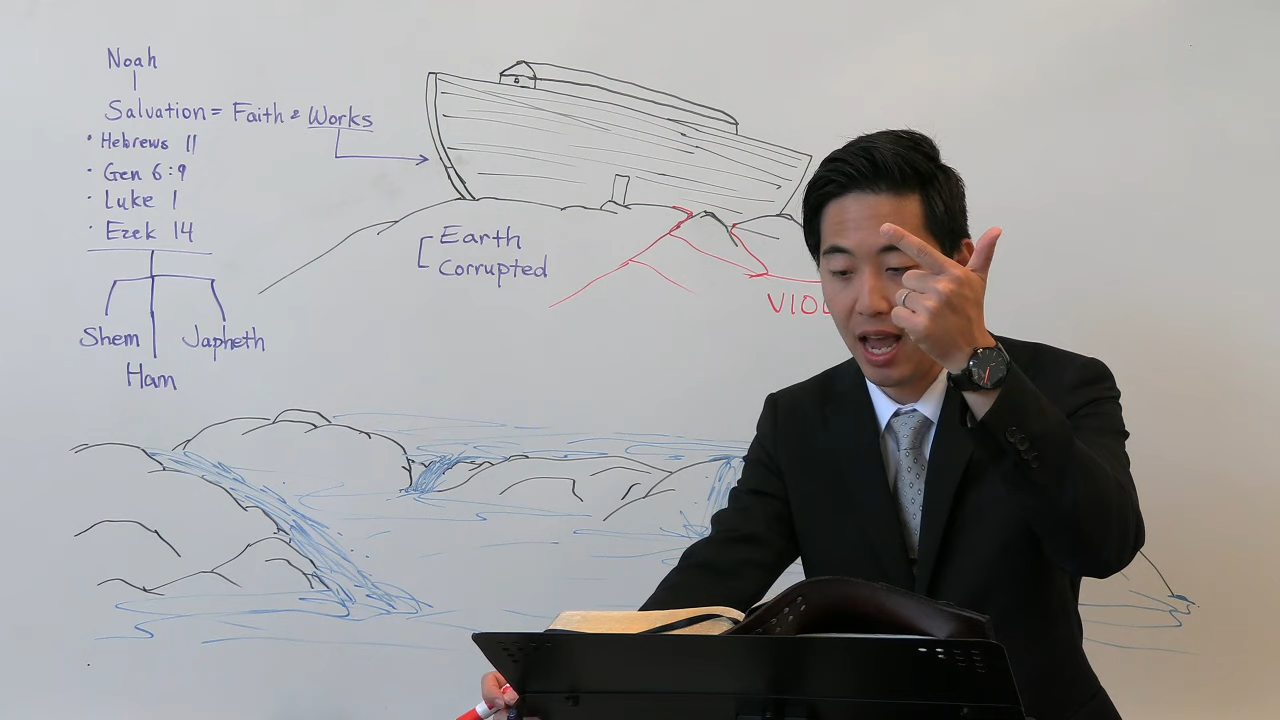 Noah
Salvation = Faith & Works
• Hebrews 11
• Gen 6:9
• Luke 1
• Ezek 14
Shem Japheth
Ham
Earth
Corrupted